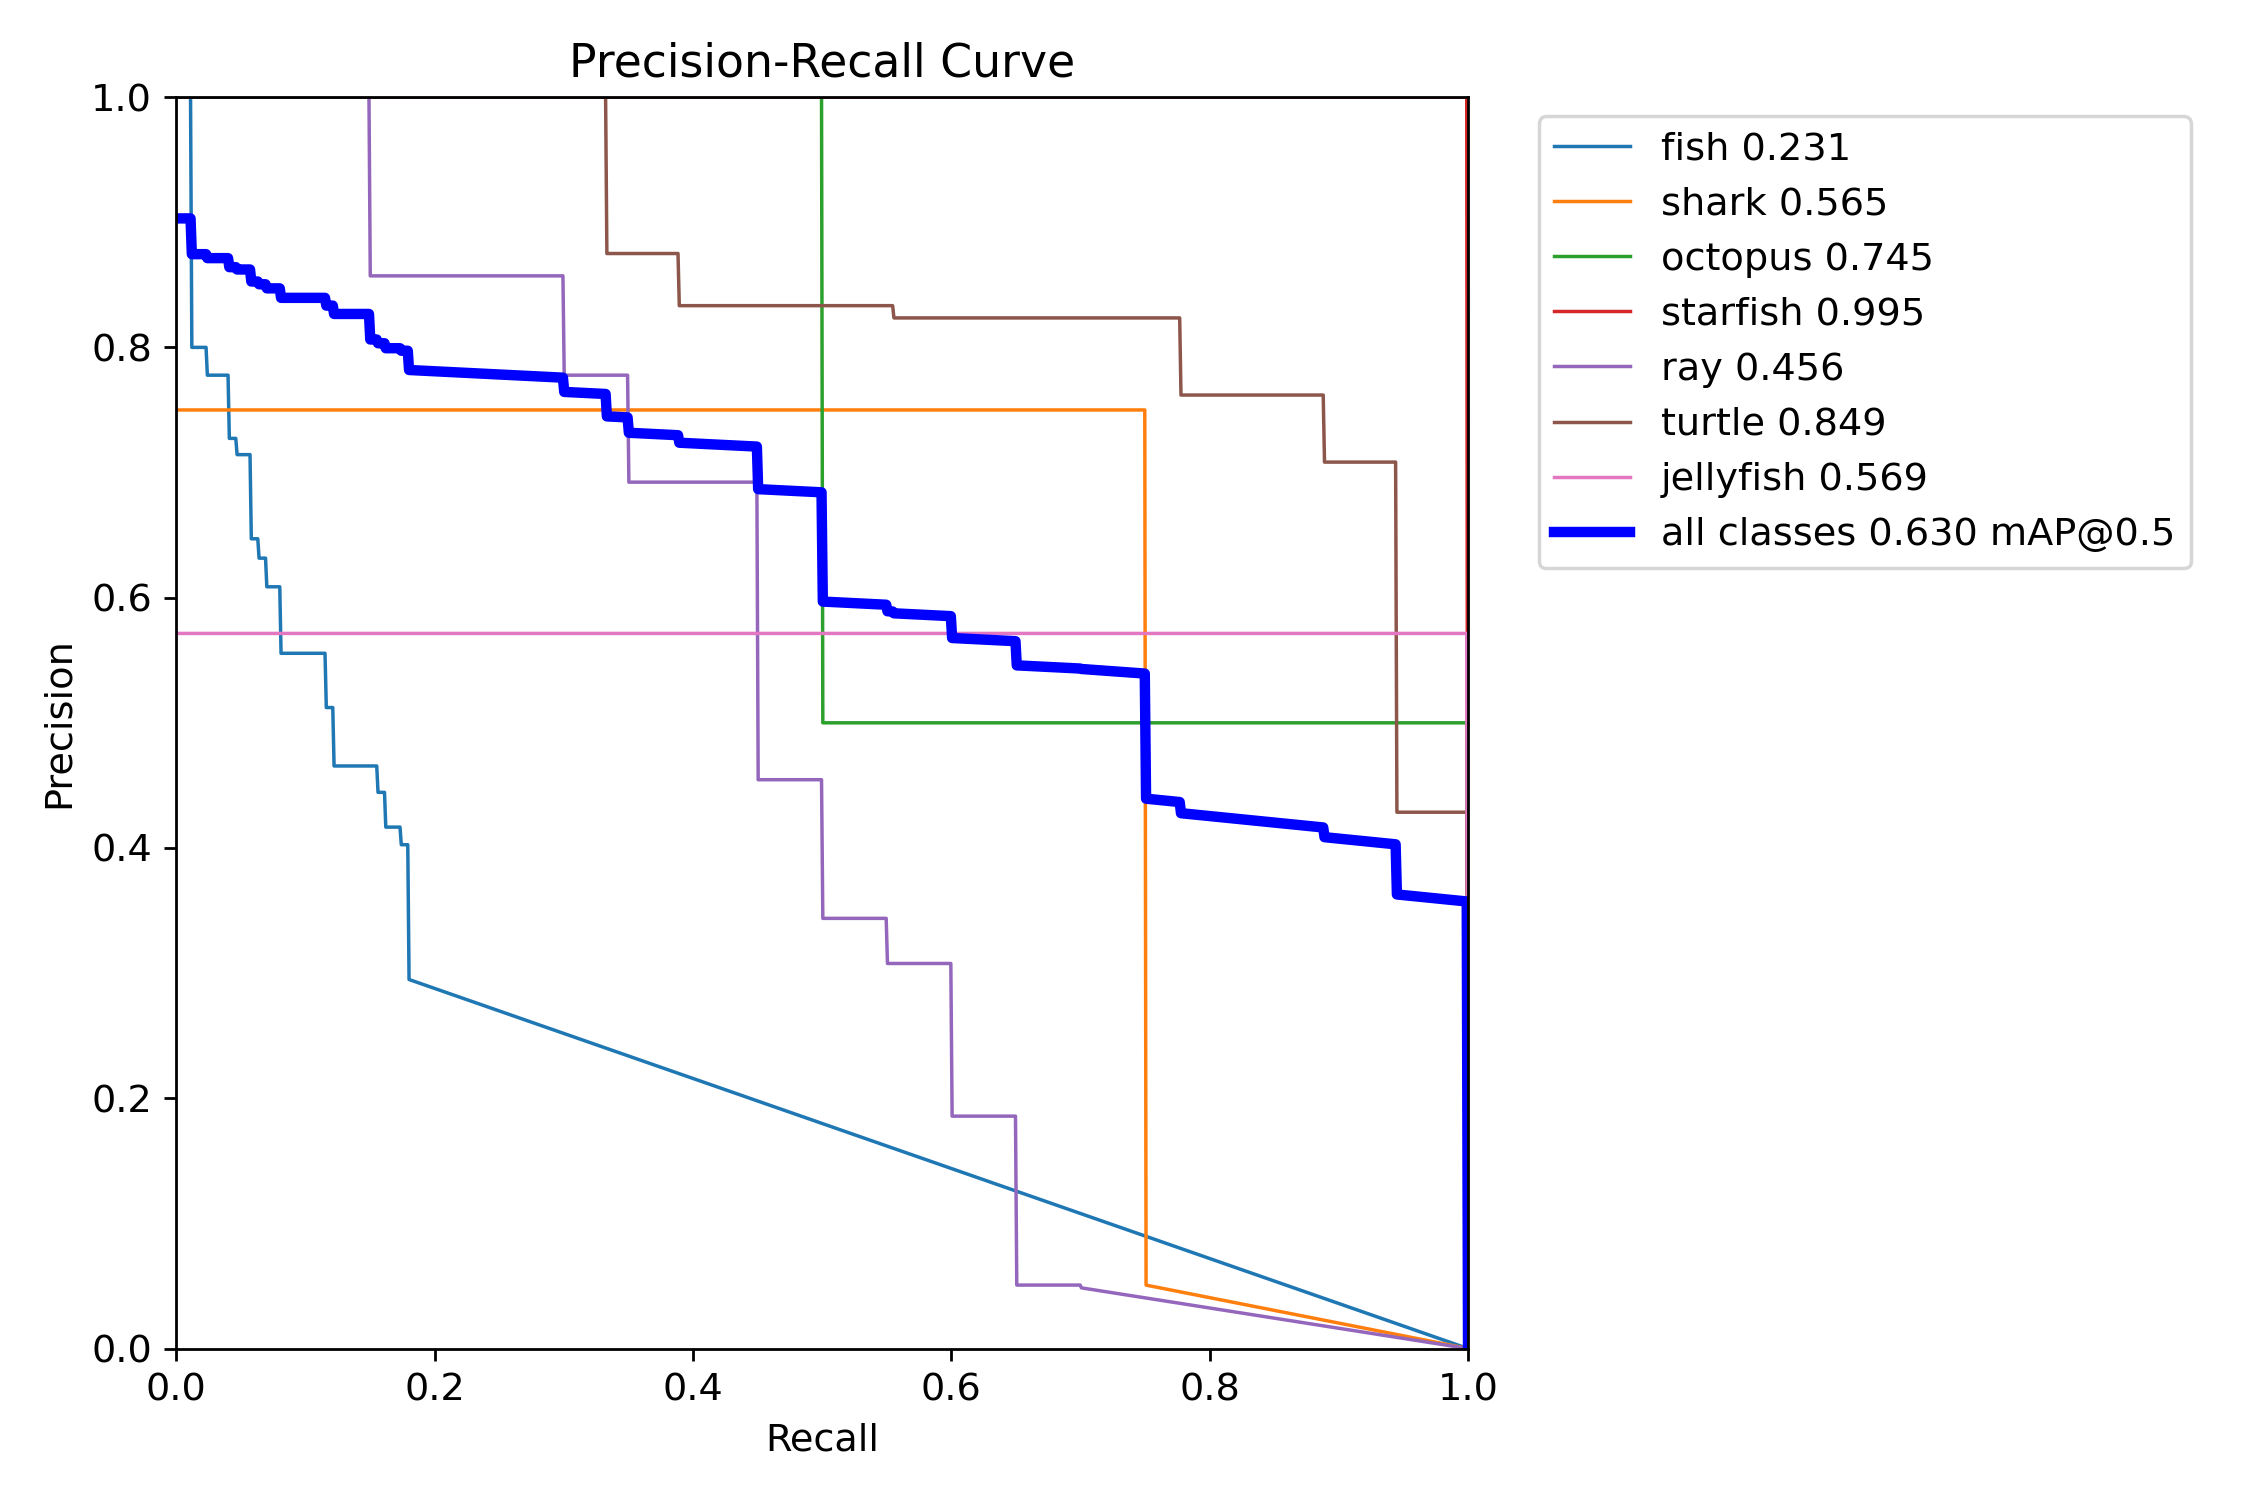 Precision-Recall Curve
1.0
0.8
0.6
0.4
0.2
0.0
Precision
0.0 0.2 0.4 0.6 0.8 1.0
Recall
fish 0.231
shark 0.565
octopus 0.745
starfish 0.995
ray 0.456
turtle 0.849
jellyfish 0.569
all classes 0.630 mAP@0.5